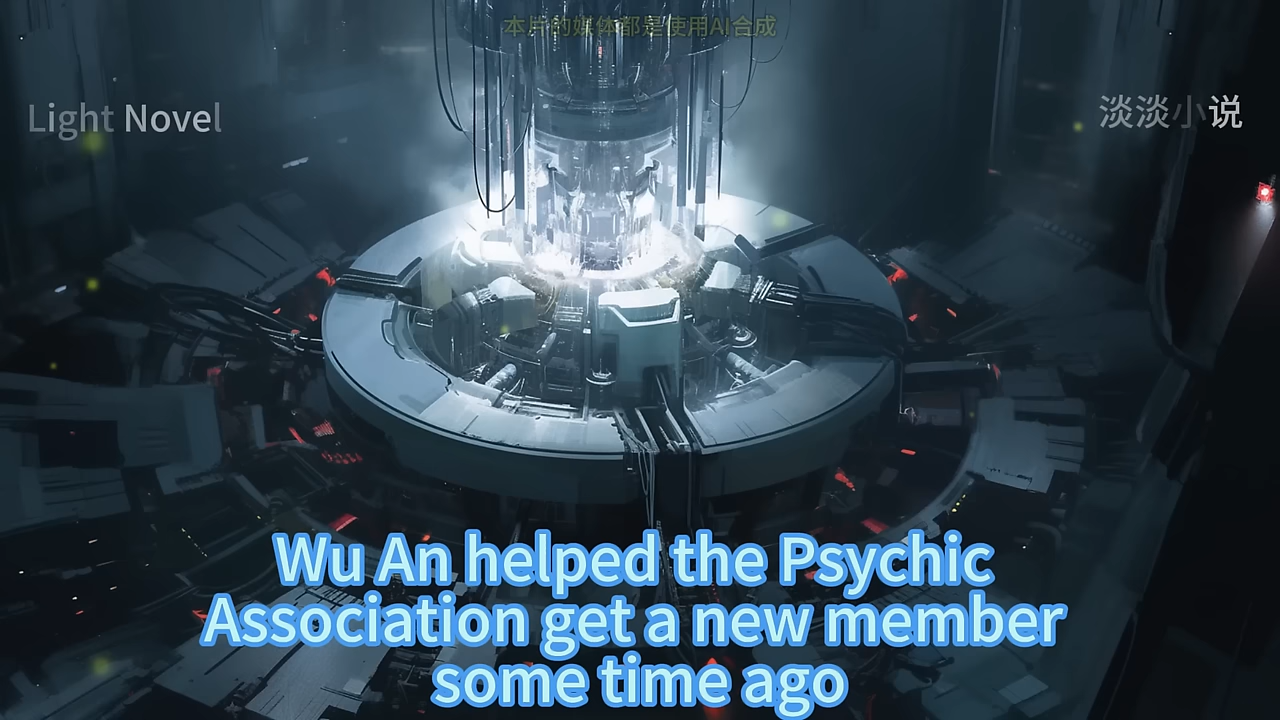 本片的媒体都是使用AI合成
Light Novel
淡淡小说
Wu An helped the Psychic
Association get a new member
some time ago